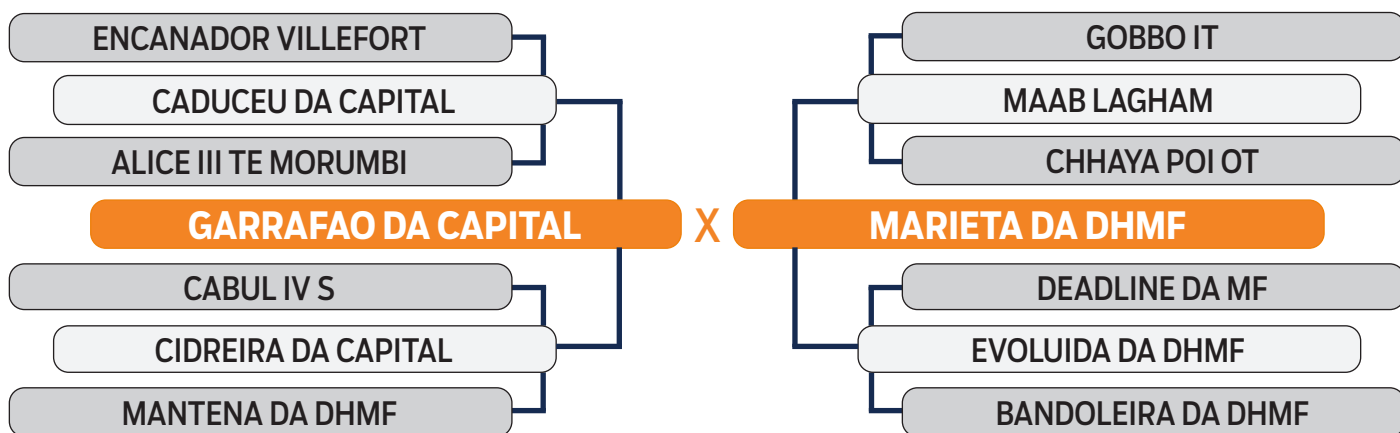 ENCANADOR VILLEFORT
CADUCEU DA CAPITAL
ALICE III TE MORUMBI
GARRAFAO DA CAPITAL
CABUL IV S
CIDREIRA DA CAPITAL
MANTENA DA DHMF
X
GOBBO IT
MAAB LAGHAM
CHHAYA POI OT
MARIETA DA DHMF
DEADLINE DA MF
EVOLUIDA DA DHMF
BANDOLEIRA DA DHMF